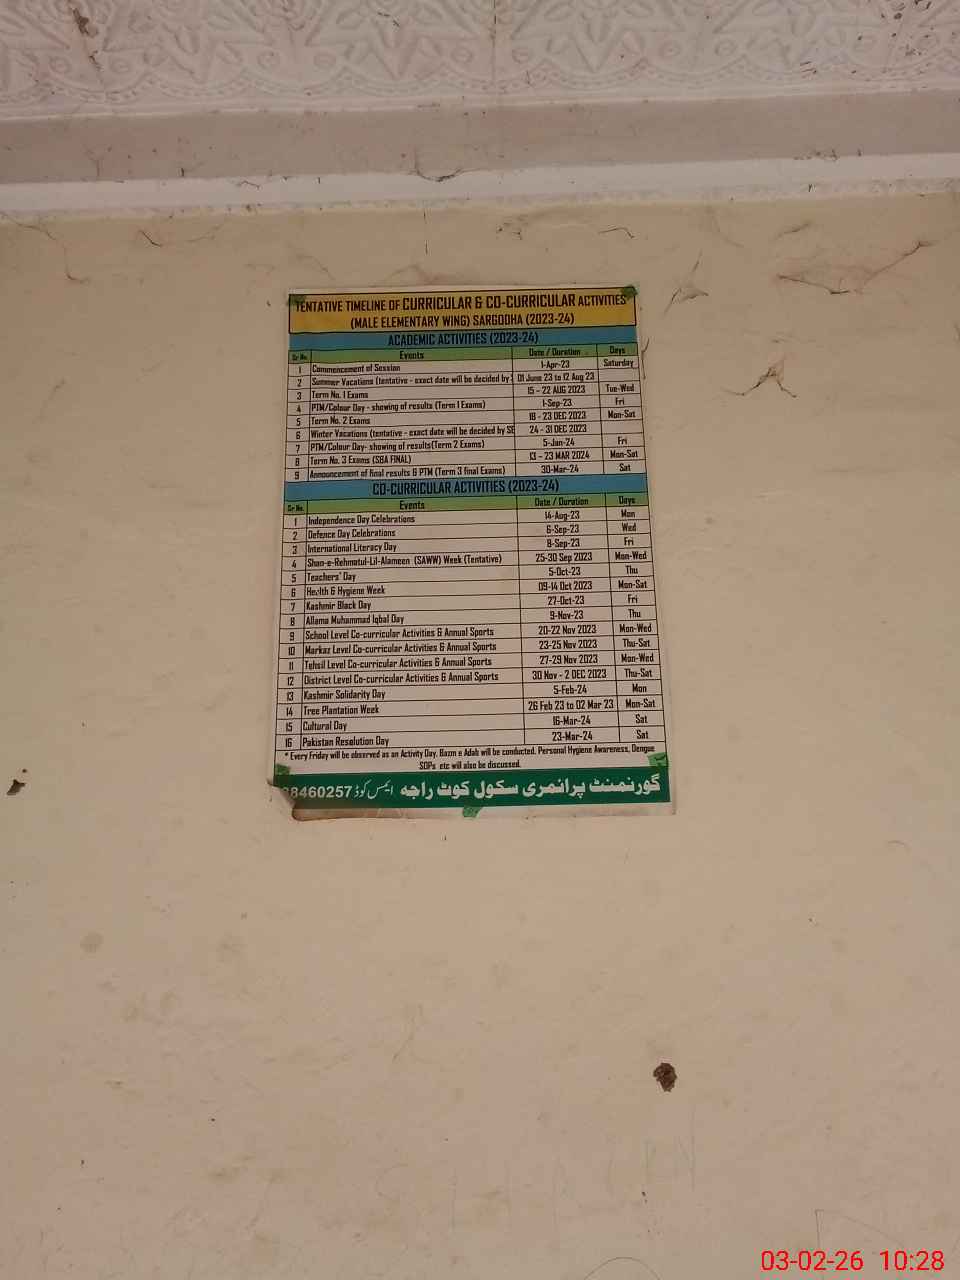 TENTATIVE TIMELINE OF CURRICULAR & CO-CURRICULAR ACTIVITIES
(MALE ELEMENTARY WING) SARGODHA (2023-24)
ACADEMIC ACTIVITIES (2023-24)
Sr No. Events Date / Duration Days
1 Commencement of Session 1-Apr-23 Saturday
2 Summer Vacations (tentative - exact date will be decided by 01 June 23 to 12 Aug 23
3 Term No. 1 Exams 15 - 22 AUG 2023 Tue-Wed
4 PTM/Colour Day - showing of results (Term 1 Exams) 1-Sep-23 Fri
5 Term No. 2 Exams 18 - 23 DEC 2023 Mon-Sat
6 Winter Vacations (tentative - exact date will be decided by SE 24 - 31 DEC 2023
7 PTM/Colour Day- showing of results(Term 2 Exams) 5-Jan-24 Fri
8 Term No. 3 Exams (SBA FINAL) 13 - 23 MAR 2024 Mon-Sat
9 Announcement of final results & PTM (Term 3 final Exams) 30-Mar-24 Sat
CO-CURRICULAR ACTIVITIES (2023-24)
Sr No. Events Date / Duration Days
1 Independence Day Celebrations 14-Aug-23 Mon
2 Defence Day Celebrations 6-Sep-23 Wed
3 International Literacy Day 8-Sep-23 Fri
4 Shan-e-Rehmatul-Lil-Alameen (SAWW) Week (Tentative) 25-30 Sep 2023 Mon-Wed
5 Teachers' Day 5-Oct-23 Thu
6 Health & Hygiene Week 09-14 Oct 2023 Mon-Sat
7 Kashmir Black Day 27-Oct-23 Fri
8 Allama Muhammad Iqbal Day 9-Nov-23 Thu
9 School Level Co-curricular Activities & Annual Sports 20-22 Nov 2023 Mon-Wed
10 Markaz Level Co-curricular Activities & Annual Sports 23-25 Nov 2023 Thu-Sat
11 Tehsil Level Co-curricular Activities & Annual Sports 27-29 Nov 2023 Mon-Wed
12 District Level Co-curricular Activities & Annual Sports 30 Nov - 2 DEC 2023 Thu-Sat
13 Kashmir Solidarity Day 5-Feb-24 Mon
14 Tree Plantation Week 26 Feb 23 to 02 Mar 23 Mon-Sat
15 Cultural Day 16-Mar-24 Sat
16 Pakistan Resolution Day 23-Mar-24 Sat
* Every Friday will be observed as an Activity Day. Bazm e Adab will be conducted. Personal Hygiene Awareness, Dengue
SOPs etc will also be discussed.
گورنمنٹ پرائمری سکول کوٹ راجہ ایمس کوڈ 38460257
03-02-26 10:28